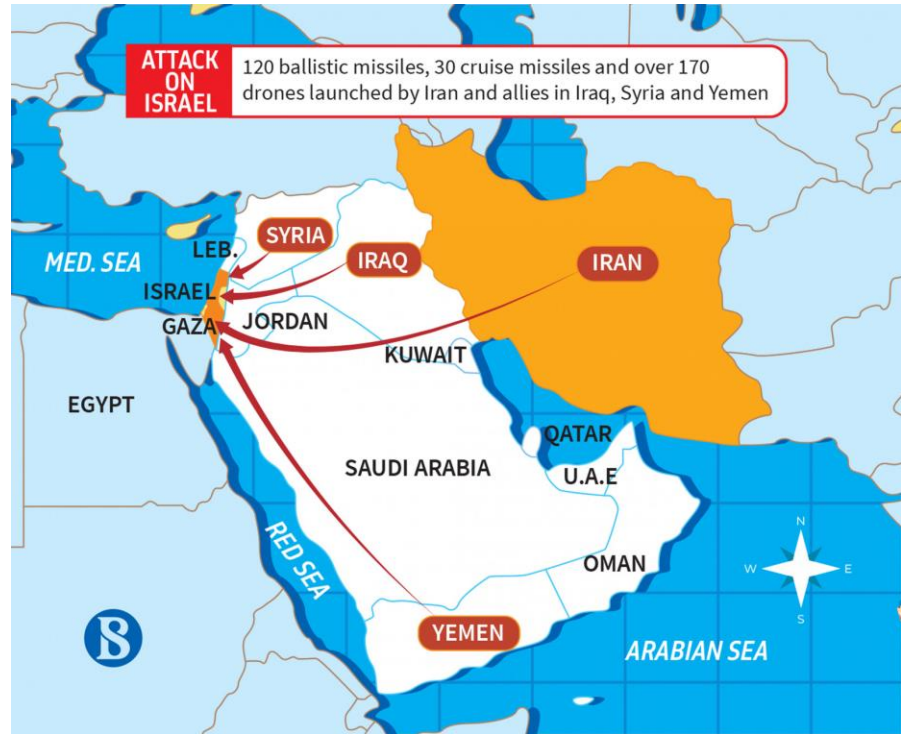 ATTACK
ON
ISRAEL
120 ballistic missiles, 30 cruise missiles and over 170
drones launched by Iran and allies in Iraq, Syria and Yemen
SYRIA
LEB.
IRAQ
IRAN
MED. SEA
ISRAEL
GAZA
JORDAN
KUWAIT
EGYPT
QATAR
SAUDI ARABIA
U.A.E
RED SEA
OMAN
N
W
E
S
YEMEN
ARABIAN SEA
B